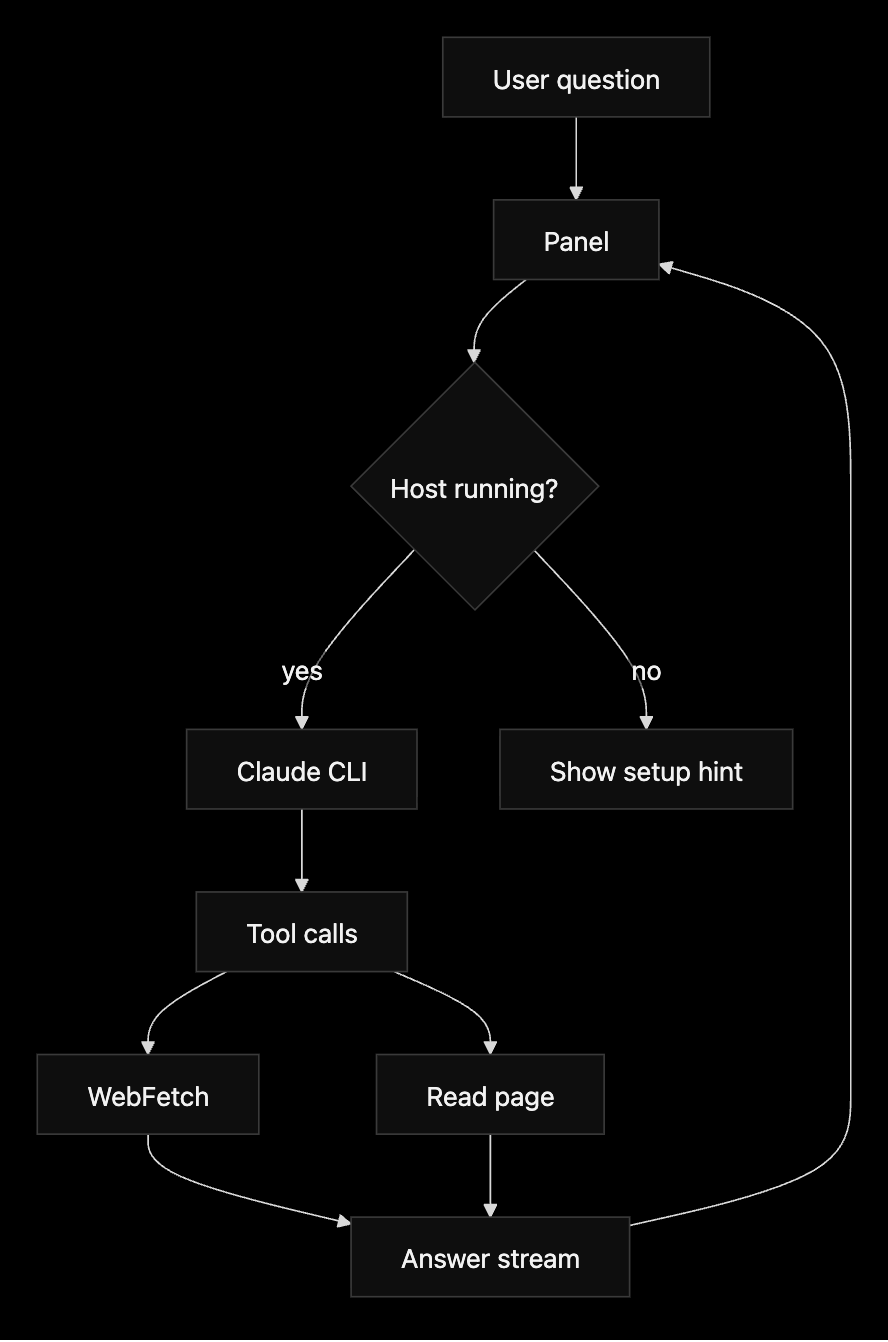 User question
Panel
Host running?
yes
no
Claude CLI
Show setup hint
Tool calls
WebFetch
Read page
Answer stream